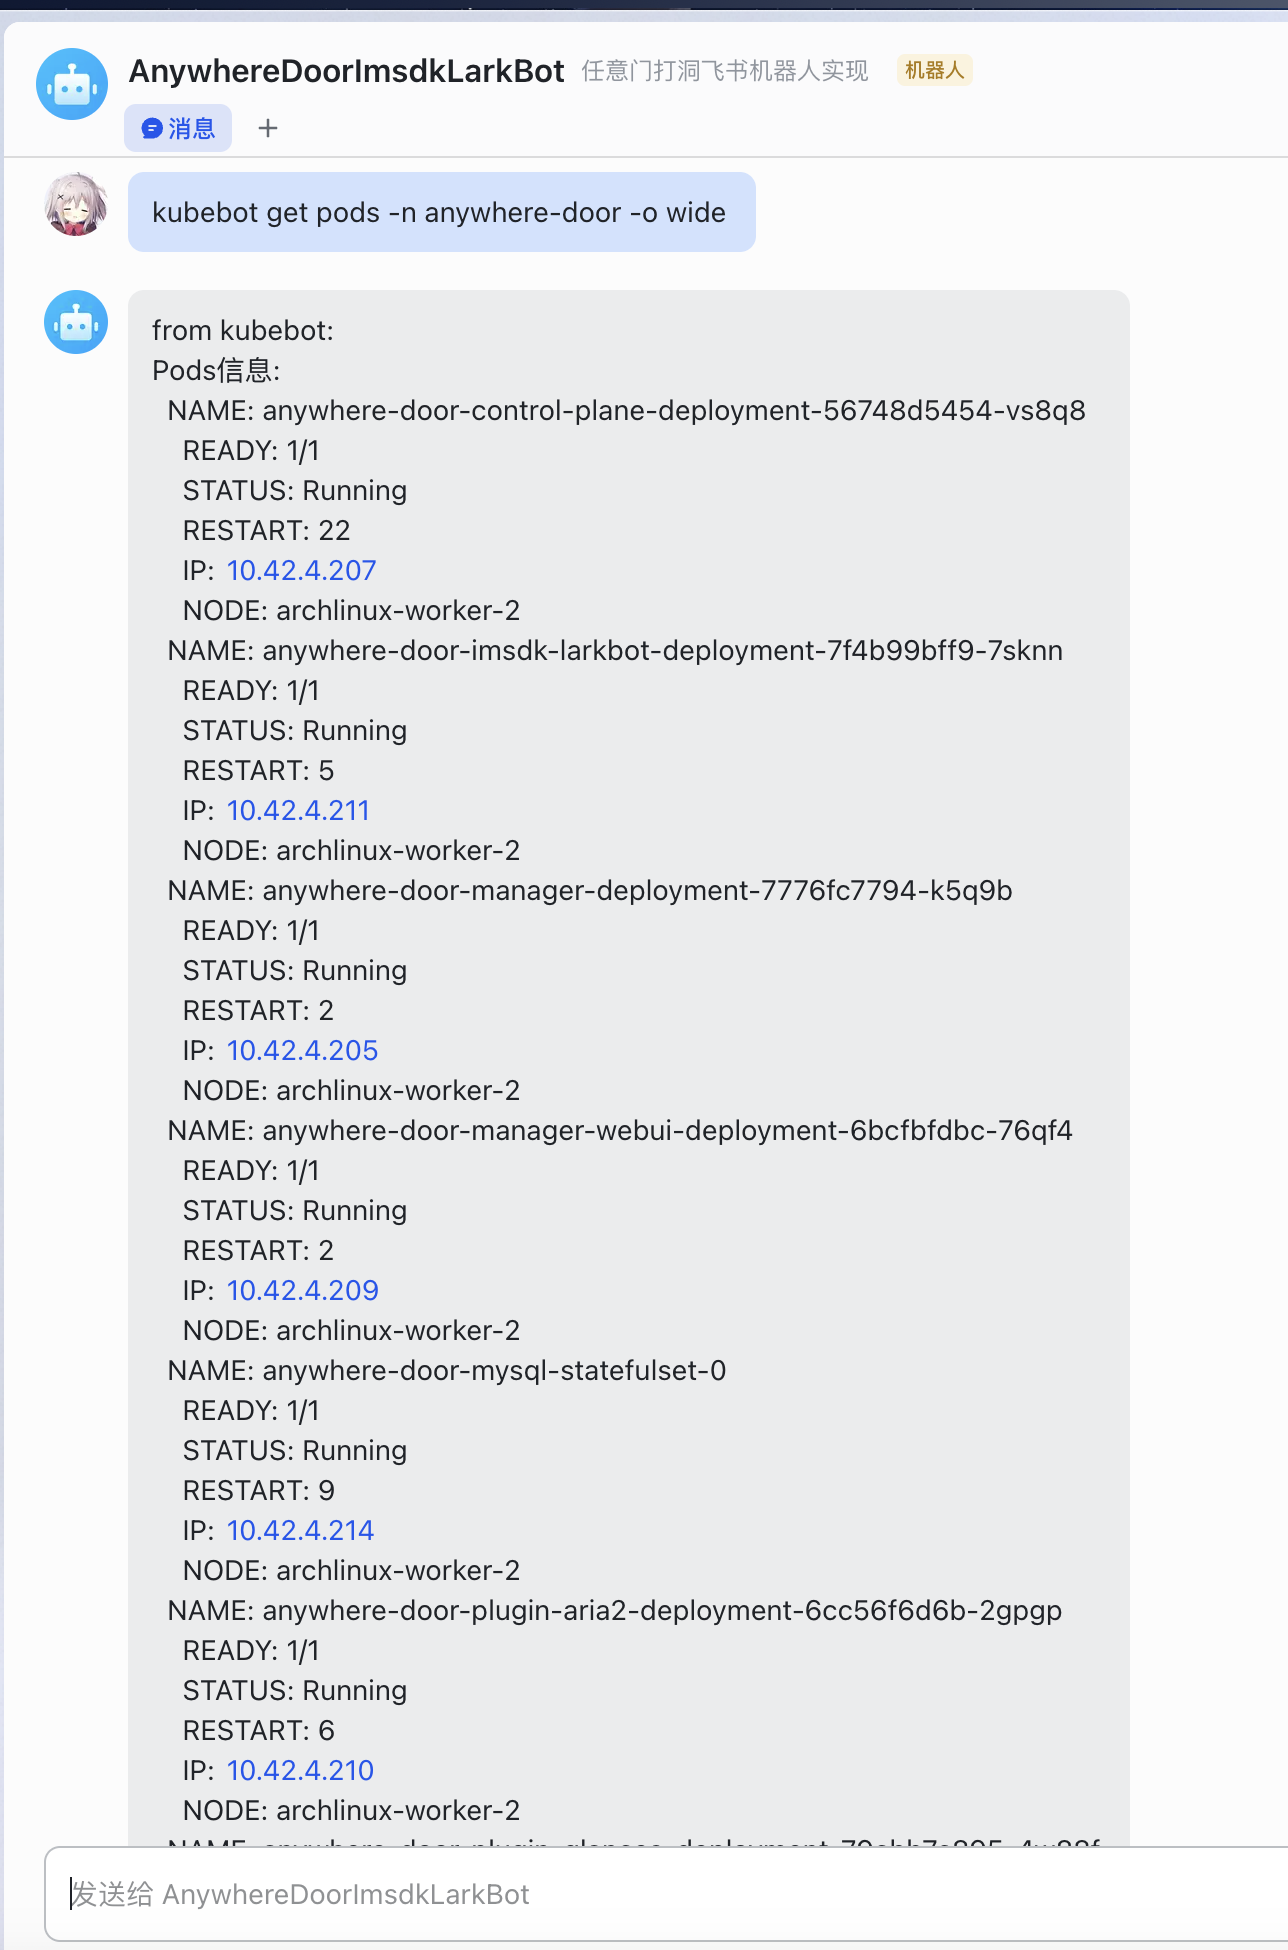 AnywhereDoorImsdkLarkBot 任意门打洞飞书机器人实现 机器人
消息 +
kubebot get pods -n anywhere-door -o wide
from kubebot:
Pods信息:
NAME: anywhere-door-control-plane-deployment-56748d5454-vs8q8
READY: 1/1
STATUS: Running
RESTART: 22
IP: 10.42.4.207
NODE: archlinux-worker-2
NAME: anywhere-door-imsdk-larkbot-deployment-7f4b99bff9-7sknn
READY: 1/1
STATUS: Running
RESTART: 5
IP: 10.42.4.211
NODE: archlinux-worker-2
NAME: anywhere-door-manager-deployment-7776fc7794-k5q9b
READY: 1/1
STATUS: Running
RESTART: 2
IP: 10.42.4.205
NODE: archlinux-worker-2
NAME: anywhere-door-manager-webui-deployment-6bcfbfdbc-76qf4
READY: 1/1
STATUS: Running
RESTART: 2
IP: 10.42.4.209
NODE: archlinux-worker-2
NAME: anywhere-door-mysql-statefulset-0
READY: 1/1
STATUS: Running
RESTART: 9
IP: 10.42.4.214
NODE: archlinux-worker-2
NAME: anywhere-door-plugin-aria2-deployment-6cc56f6d6b-2gpgp
READY: 1/1
STATUS: Running
RESTART: 6
IP: 10.42.4.210
NODE: archlinux-worker-2
发送给 AnywhereDoorImsdkLarkBot